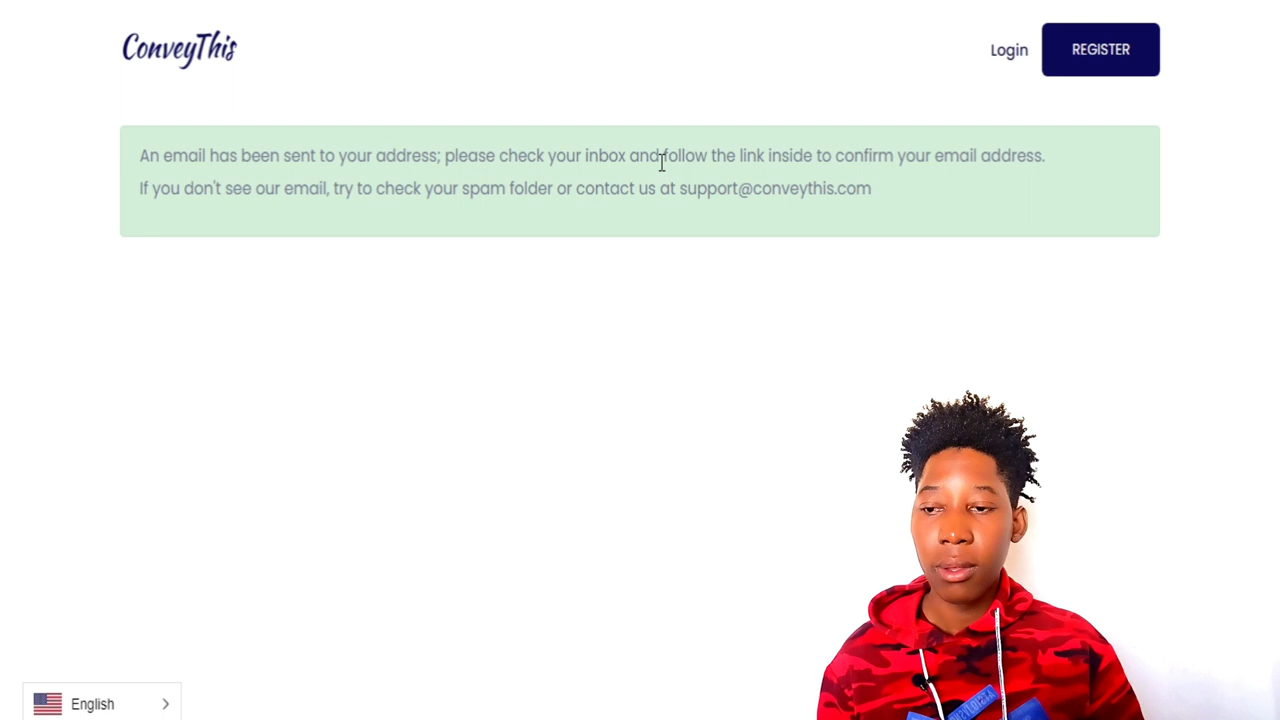 ConveyThis
Login
REGISTER
An email has been sent to your address; please check your inbox and follow the link inside to confirm your email address.
If you don't see our email, try to check your spam folder or contact us at support@conveythis.com
English